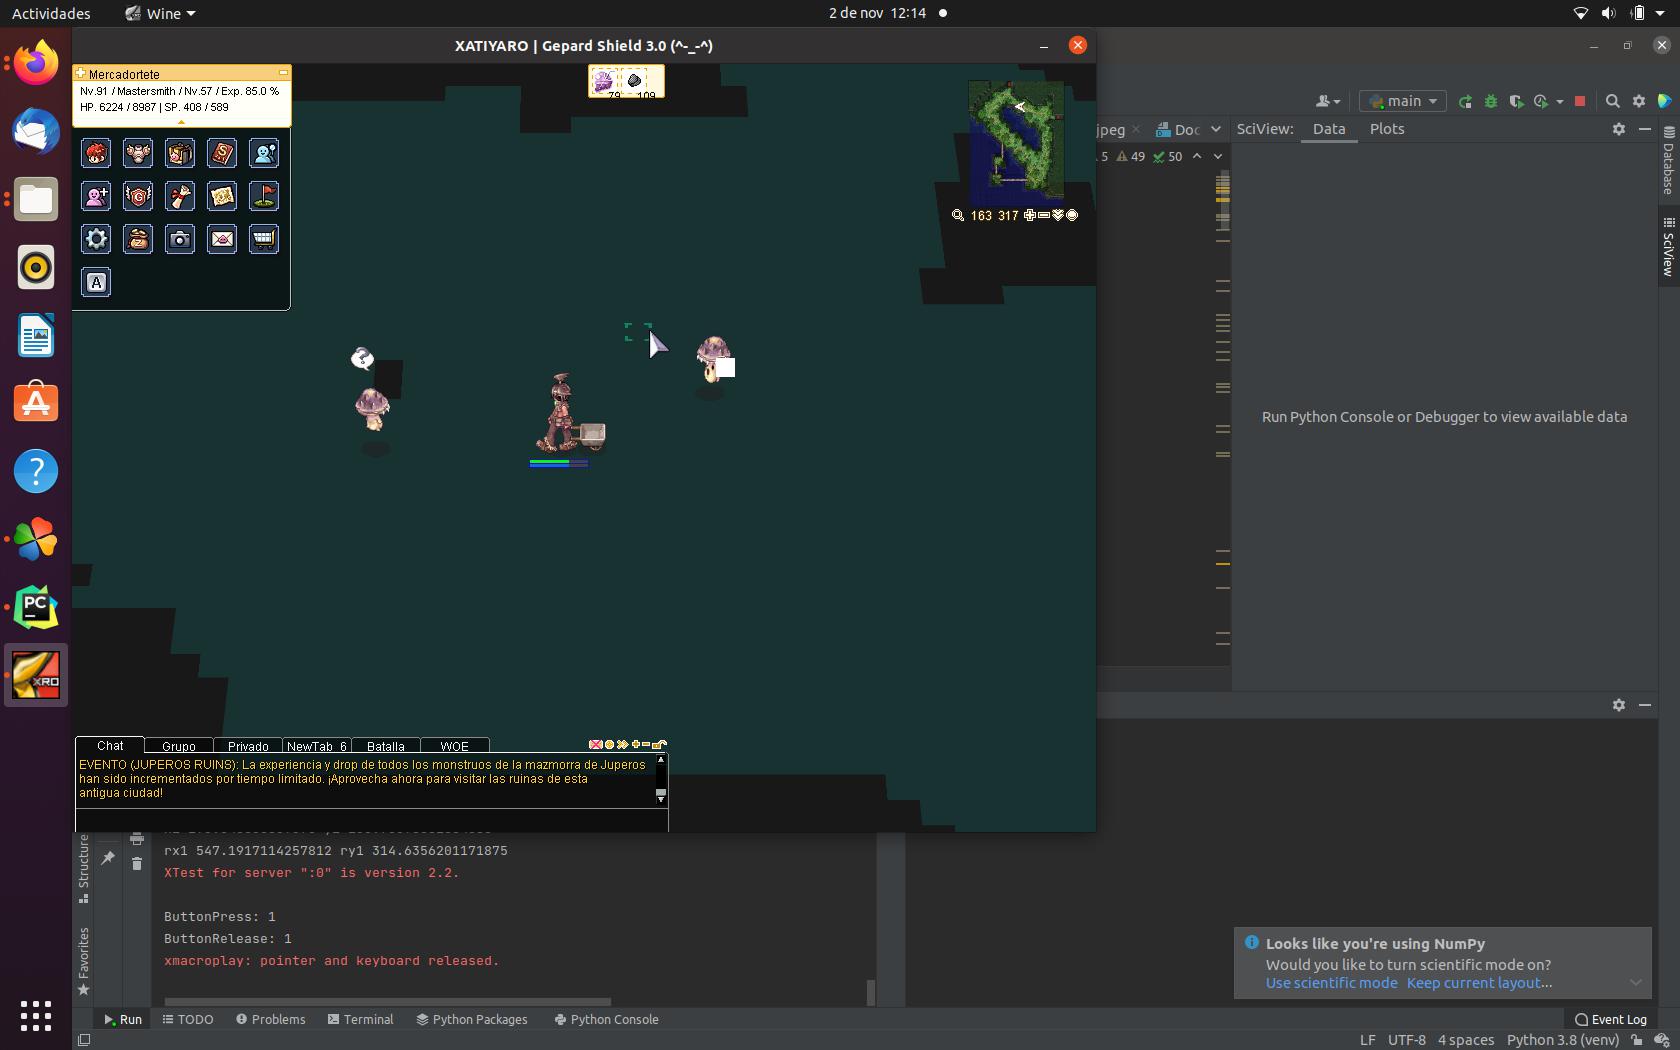 Actividades
Wine
2 de nov 12:14
XATIYARO | Gepard Shield 3.0 (^-_-^)
Mercadortete
Nv.91 / Mastersmith / Nv.57 / Exp. 85.0 %
HP. 6224 / 8987 | SP. 408 / 589
79
109
163 317
A
main
jpeg
Doc
SciView:
Data
Plots
5
49
50
Database
SciView
Run Python Console or Debugger to view available data
PC
XRO
Chat
Grupo
Privado
NewTab_6
Batalla
WOE
EVENTO (JUPEROS RUINS): La experiencia y drop de todos los monstruos de la mazmorra de Juperos
han sido incrementados por tiempo limitado. ¡Aprovecha ahora para visitar las ruinas de esta
antigua ciudad!
rx1 547.1917114257812 ry1 314.6356201171875
XTest for server ":0" is version 2.2.
ButtonPress: 1
ButtonRelease: 1
xmacroplay: pointer and keyboard released.
Structure
Favorites
Looks like you're using NumPy
Would you like to turn scientific mode on?
Use scientific mode Keep current layout...
Run
TODO
Problems
Terminal
Python Packages
Python Console
Event Log
LF
UTF-8
4 spaces
Python 3.8 (venv)